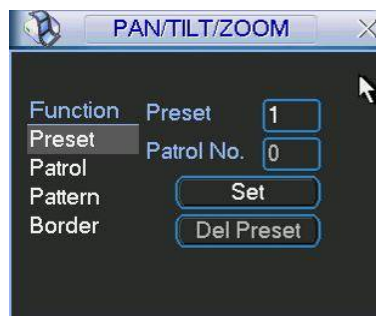 PAN/TILT/ZOOM
Function
Preset
Patrol
Pattern
Border
Preset 1
Patrol No. 0
Set
Del Preset